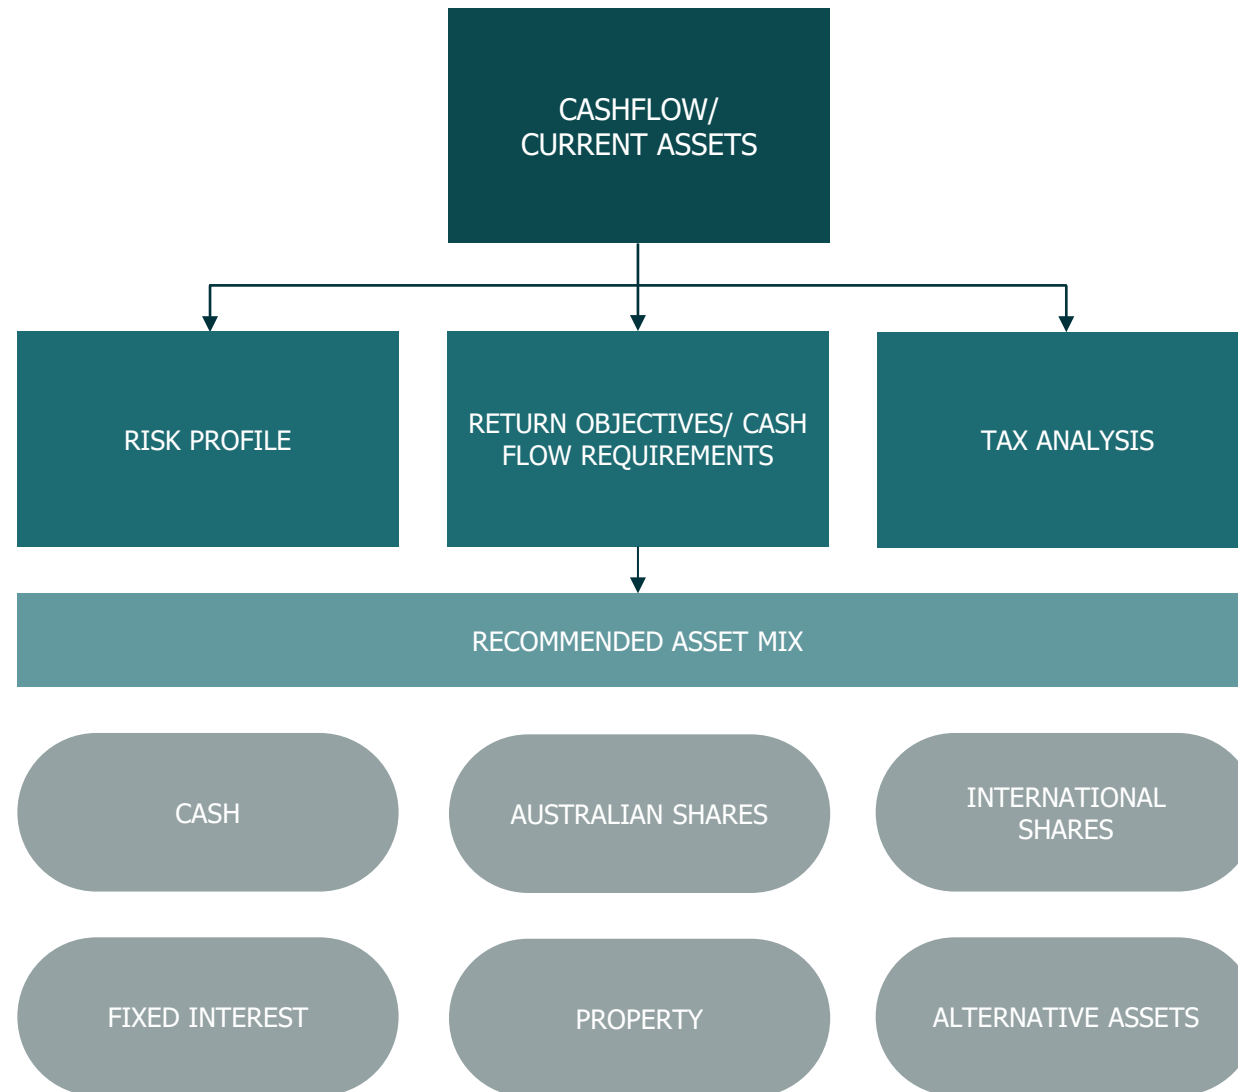 CASHFLOW/
CURRENT ASSETS
RISK PROFILE
RETURN OBJECTIVES/ CASH
FLOW REQUIREMENTS
TAX ANALYSIS
RECOMMENDED ASSET MIX
CASH
AUSTRALIAN SHARES
INTERNATIONAL
SHARES
FIXED INTEREST
PROPERTY
ALTERNATIVE ASSETS